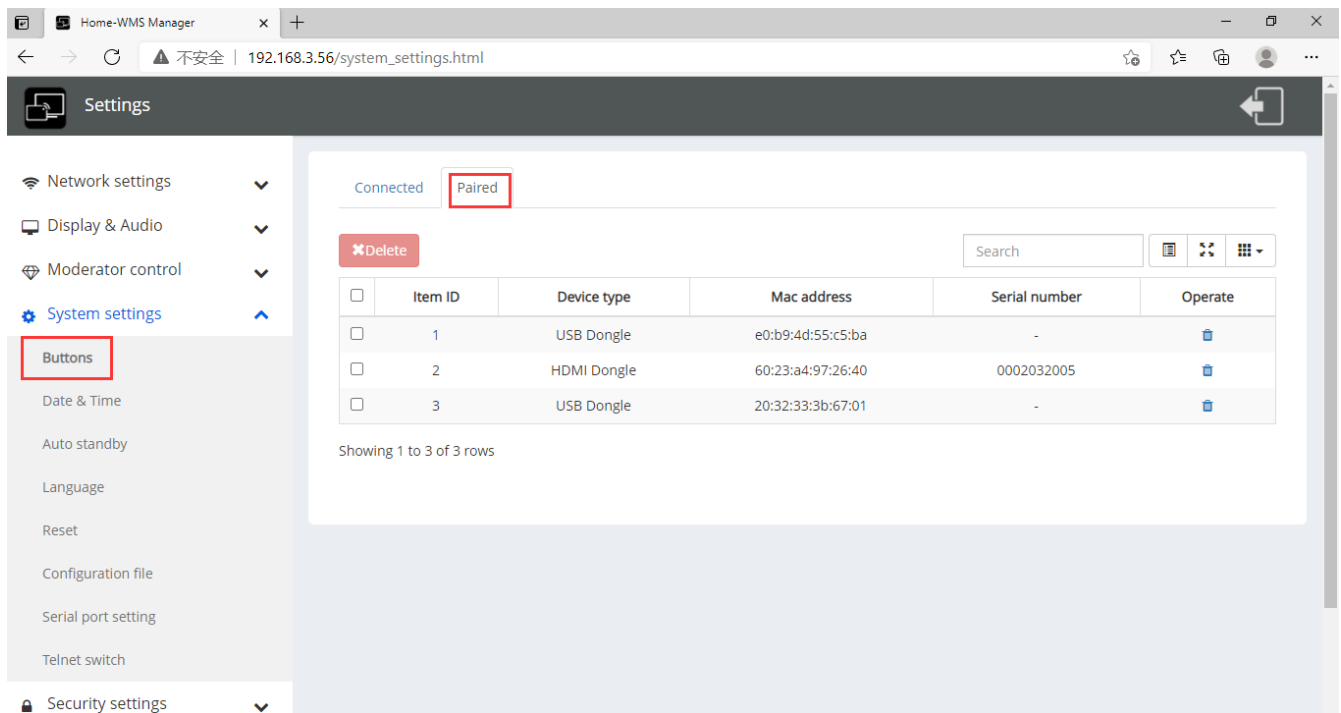 Home-WMS Manager
不安全 | 192.168.3.56/system_settings.html
Settings
Network settings
Display & Audio
Moderator control
System settings
Buttons
Date & Time
Auto standby
Language
Reset
Configuration file
Serial port setting
Telnet switch
Security settings
Connected Paired
Delete Search
Item ID Device type Mac address Serial number Operate
1 USB Dongle e0:b9:4d:55:c5:ba -
2 HDMI Dongle 60:23:a4:97:26:40 0002032005
3 USB Dongle 20:32:33:3b:67:01 -
Showing 1 to 3 of 3 rows